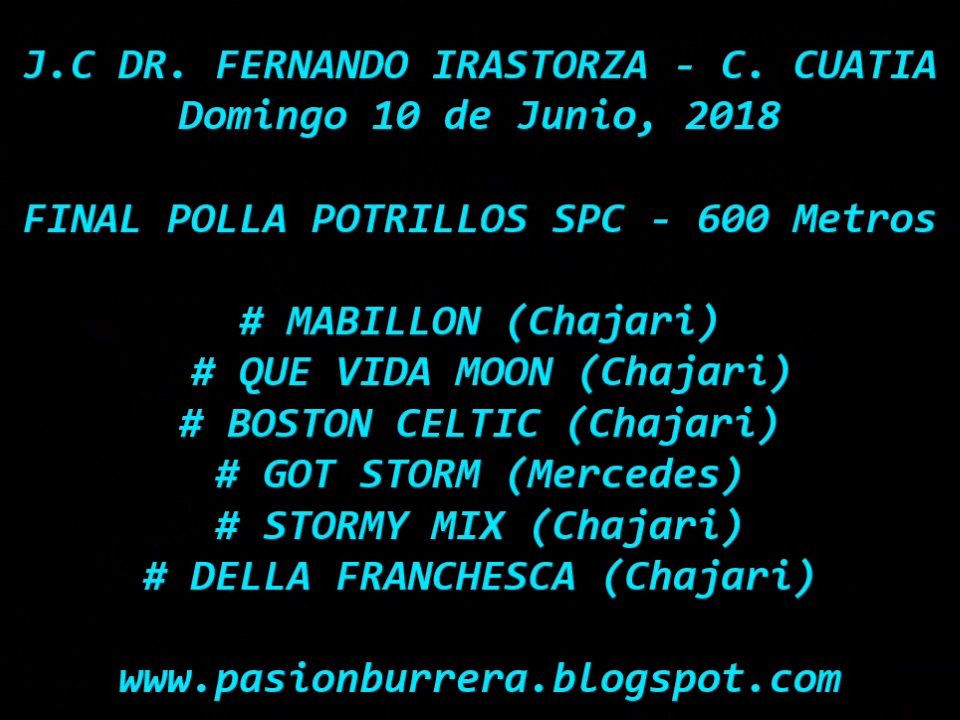 J.C DR. FERNANDO IRASTORZA - C. CUATIA
Domingo 10 de Junio, 2018
FINAL POLLA POTRILLOS SPC - 600 Metros
# MABILLON (Chajari)
# QUE VIDA MOON (Chajari)
# BOSTON CELTIC (Chajari)
# GOT STORM (Mercedes)
# STORMY MIX (Chajari)
# DELLA FRANCHESCA (Chajari)
www.pasionburrera.blogspot.com